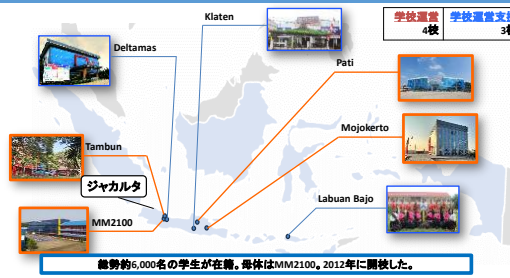 Klaten
学校運営
学校運営支
4校
3
Deltamas
Pati
Tambun
Mojokerto
ジャカルタ
Labuan Bajo
MM2100
総勢約6,000名の学生が在籍。母体はMM2100。2012年に開校した。